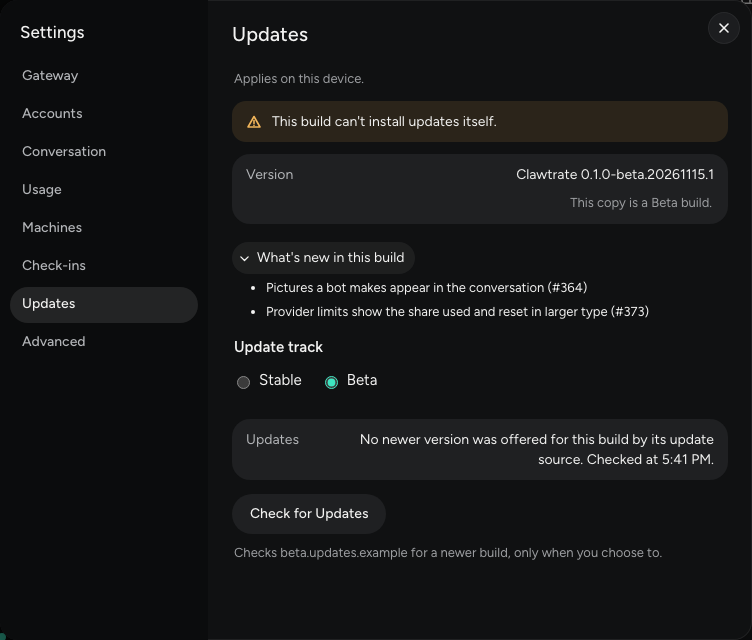 Settings
Gateway
Accounts
Conversation
Usage
Machines
Check-ins
Updates
Advanced
Updates
Applies on this device.
This build can't install updates itself.
Version
Clawtrate 0.1.0-beta.20261115.1
This copy is a Beta build.
What's new in this build
• Pictures a bot makes appear in the conversation (#364)
• Provider limits show the share used and reset in larger type (#373)
Update track
Stable
Beta
Updates
No newer version was offered for this build by its update
source. Checked at 5:41 PM.
Check for Updates
Checks beta.updates.example for a newer build, only when you choose to.